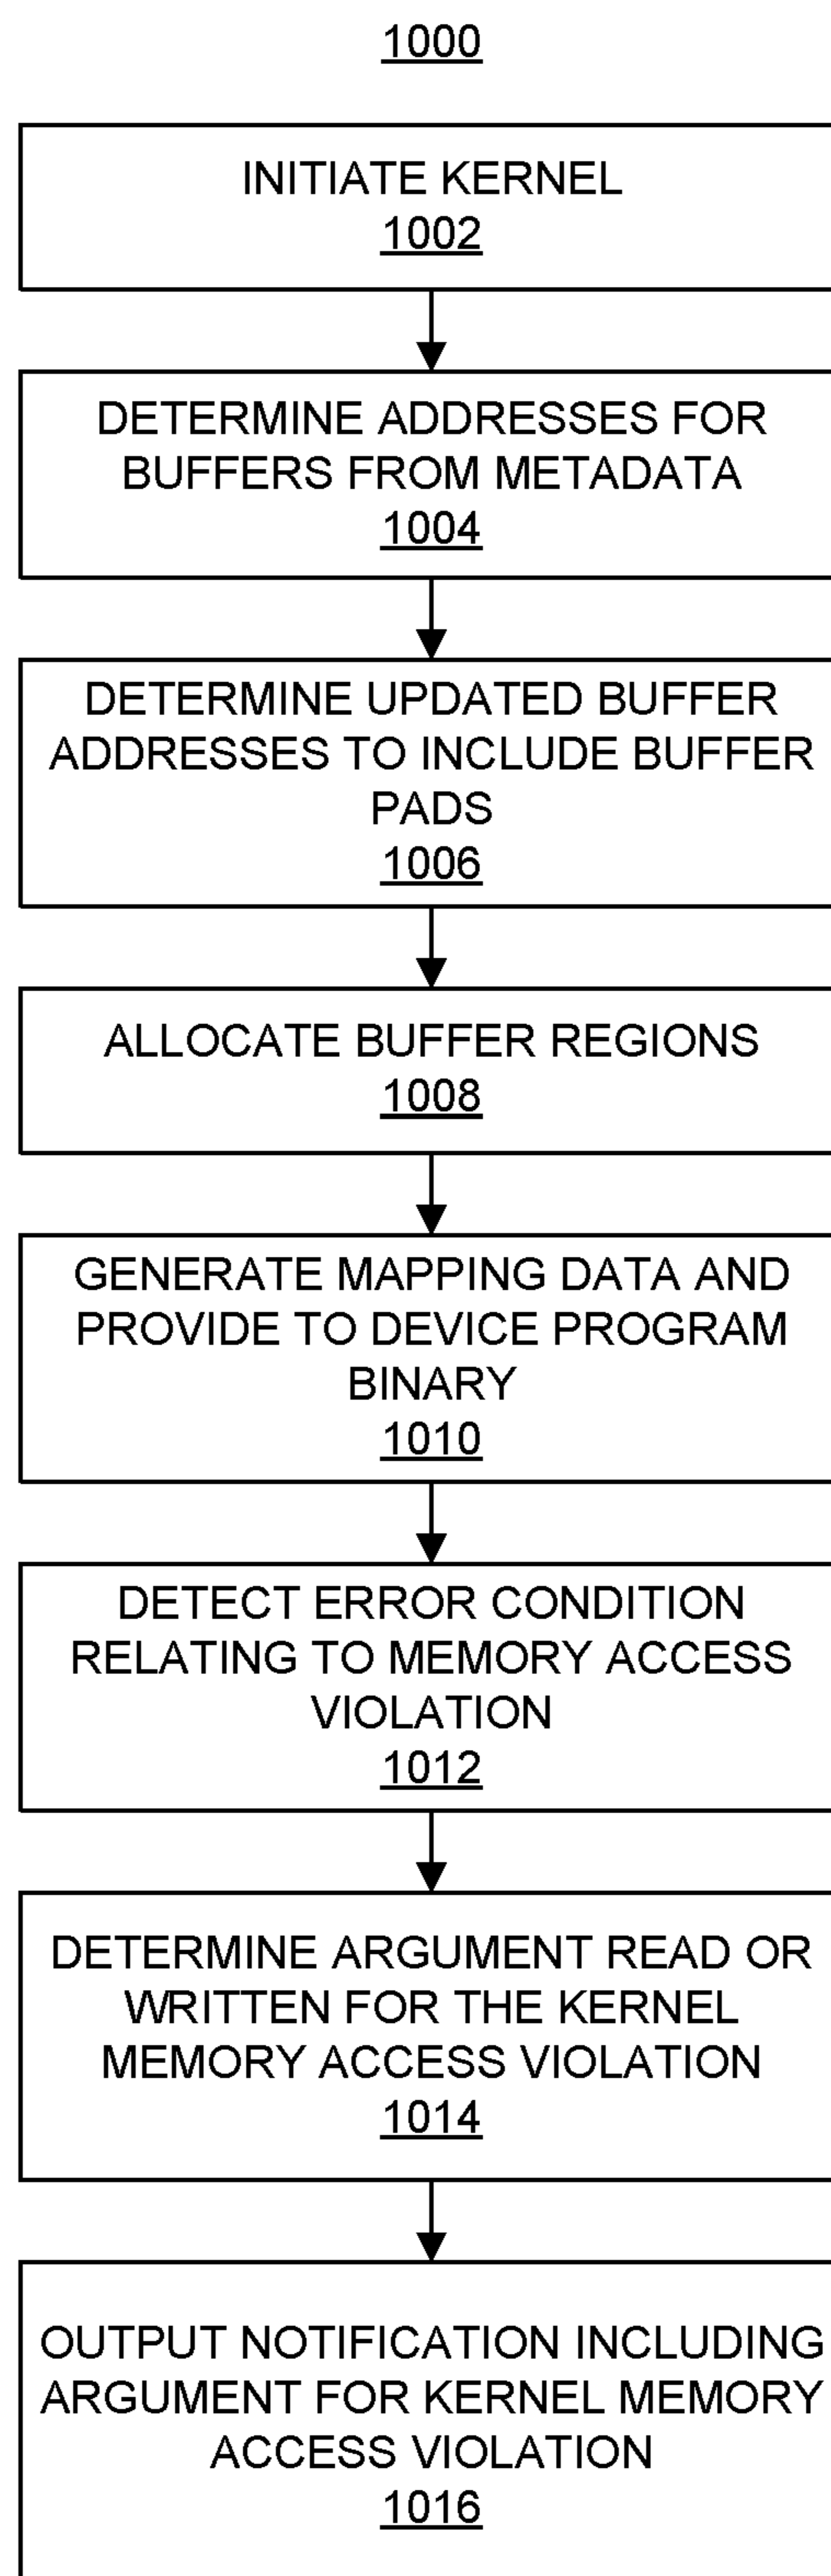 1000
INITIATE KERNEL
1002
DETERMINE ADDRESSES FOR
BUFFERS FROM METADATA
1004
DETERMINE UPDATED BUFFER
ADDRESSES TO INCLUDE BUFFER
PADS
1006
ALLOCATE BUFFER REGIONS
1008
GENERATE MAPPING DATA AND
PROVIDE TO DEVICE PROGRAM
BINARY
1010
DETECT ERROR CONDITION
RELATING TO MEMORY ACCESS
VIOLATION
1012
DETERMINE ARGUMENT READ OR
WRITTEN FOR THE KERNEL
MEMORY ACCESS VIOLATION
1014
OUTPUT NOTIFICATION INCLUDING
ARGUMENT FOR KERNEL MEMORY
ACCESS VIOLATION
1016